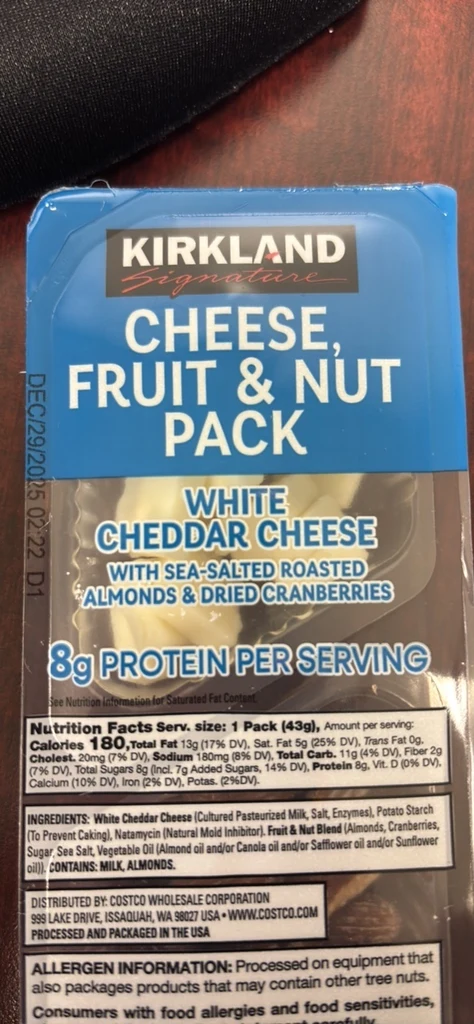 KIRKLAND
Signature
CHEESE,
FRUIT & NUT
PACK
DEC/29/2025 02:22 D1
WHITE
CHEDDAR CHEESE
WITH SEA-SALTED ROASTED
ALMONDS & DRIED CRANBERRIES
8g PROTEIN PER SERVING
See Nutrition Information for Saturated Fat Content.
Nutrition Facts Serv. size: 1 Pack (43g), Amount per serving:
Calories 180, Total Fat 13g (17% DV), Sat. Fat 5g (25% DV), Trans Fat 0g,
Cholest. 20mg (7% DV), Sodium 180mg (8% DV), Total Carb. 11g (4% DV), Fiber 2g
(7% DV), Total Sugars 8g (Incl. 7g Added Sugars, 14% DV), Protein 8g, Vit. D (0% DV),
Calcium (10% DV), Iron (2% DV), Potas. (2%DV).
INGREDIENTS: White Cheddar Cheese (Cultured Pasteurized Milk, Salt, Enzymes), Potato Starch
(To Prevent Caking), Natamycin (Natural Mold Inhibitor). Fruit & Nut Blend (Almonds, Cranberries,
Sugar, Sea Salt, Vegetable Oil (Almond oil and/or Canola oil and/or Safflower oil and/or Sunflower
oil)). CONTAINS: MILK, ALMONDS.
DISTRIBUTED BY: COSTCO WHOLESALE CORPORATION
999 LAKE DRIVE, ISSAQUAH, WA 98027 USA • WWW.COSTCO.COM
PROCESSED AND PACKAGED IN THE USA
ALLERGEN INFORMATION: Processed on equipment that
also packages products that may contain other tree nuts.
Consumers with food allergies and food sensitivities,
carefully